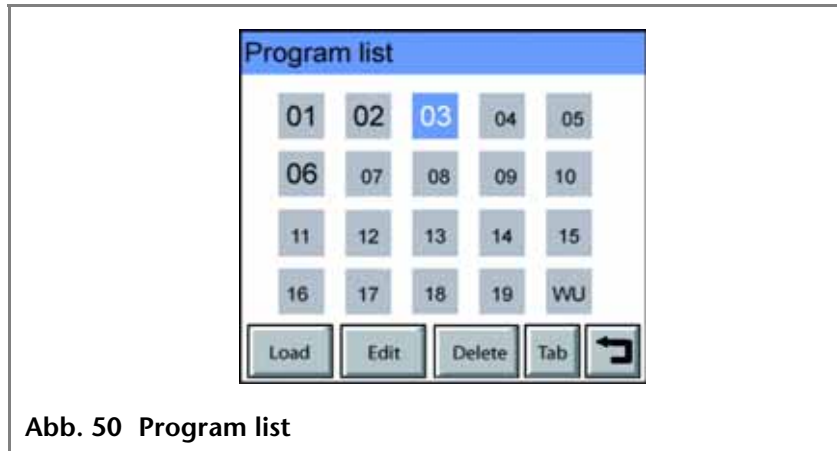 Program list
01 02 03 04 05
06 07 08 09 10
11 12 13 14 15
16 17 18 19 WU
Load Edit Delete Tab
Abb. 50 Program list